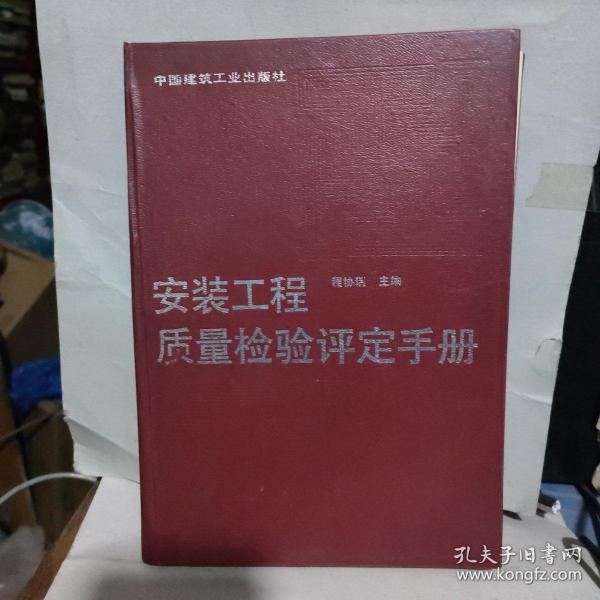 中国建筑工业出版社
安装工程
程协瑞 主编
质量检验评定手册
孔夫子旧书网
www.kongfz.com